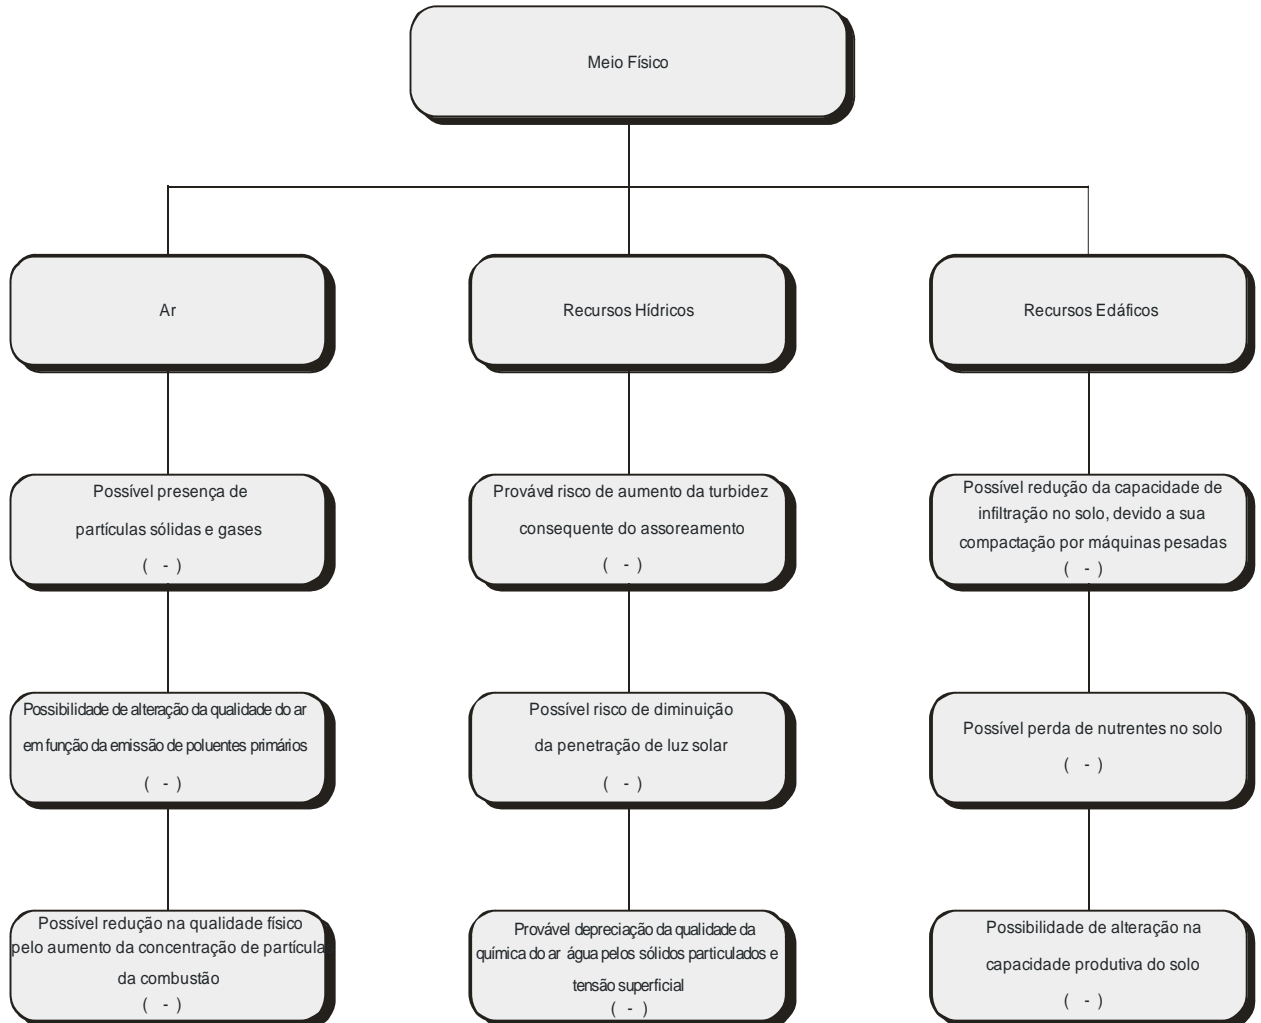 Meio Físico
Ar
Recursos Hídricos
Recursos Edáficos
Possível presença de
partículas sólidas e gases
( - )
Provável risco de aumento da turbidez
consequente do assoreamento
( - )
Possível redução da capacidade de
infiltração no solo, devido a sua
compactação por máquinas pesadas
( - )
Possibilidade de alteração da qualidade do ar
em função da emissão de poluentes primários
( - )
Possível risco de diminuição
da penetração de luz solar
( - )
Possível perda de nutrentes no solo
( - )
Possível redução na qualidade físico
pelo aumento da concentração de partícula
da combustão
( - )
Provável depreciação da qualidade da
química do ar água pelos sólidos particulados e
tensão superficial
( - )
Possibilidade de alteração na
capacidade produtiva do solo
( - )